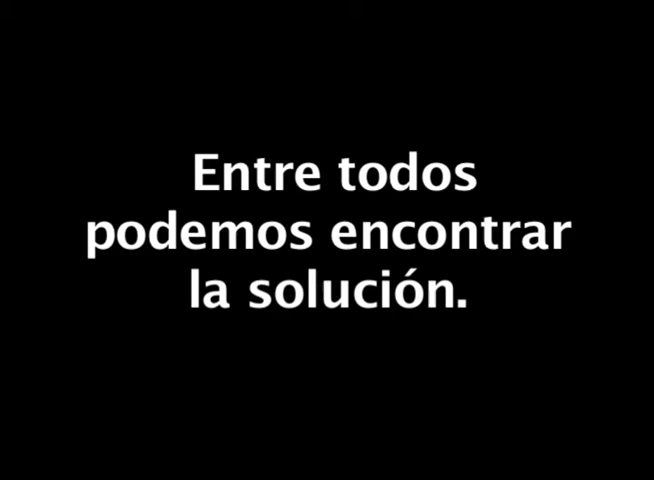 Entre todos
podemos encontrar
la solución.